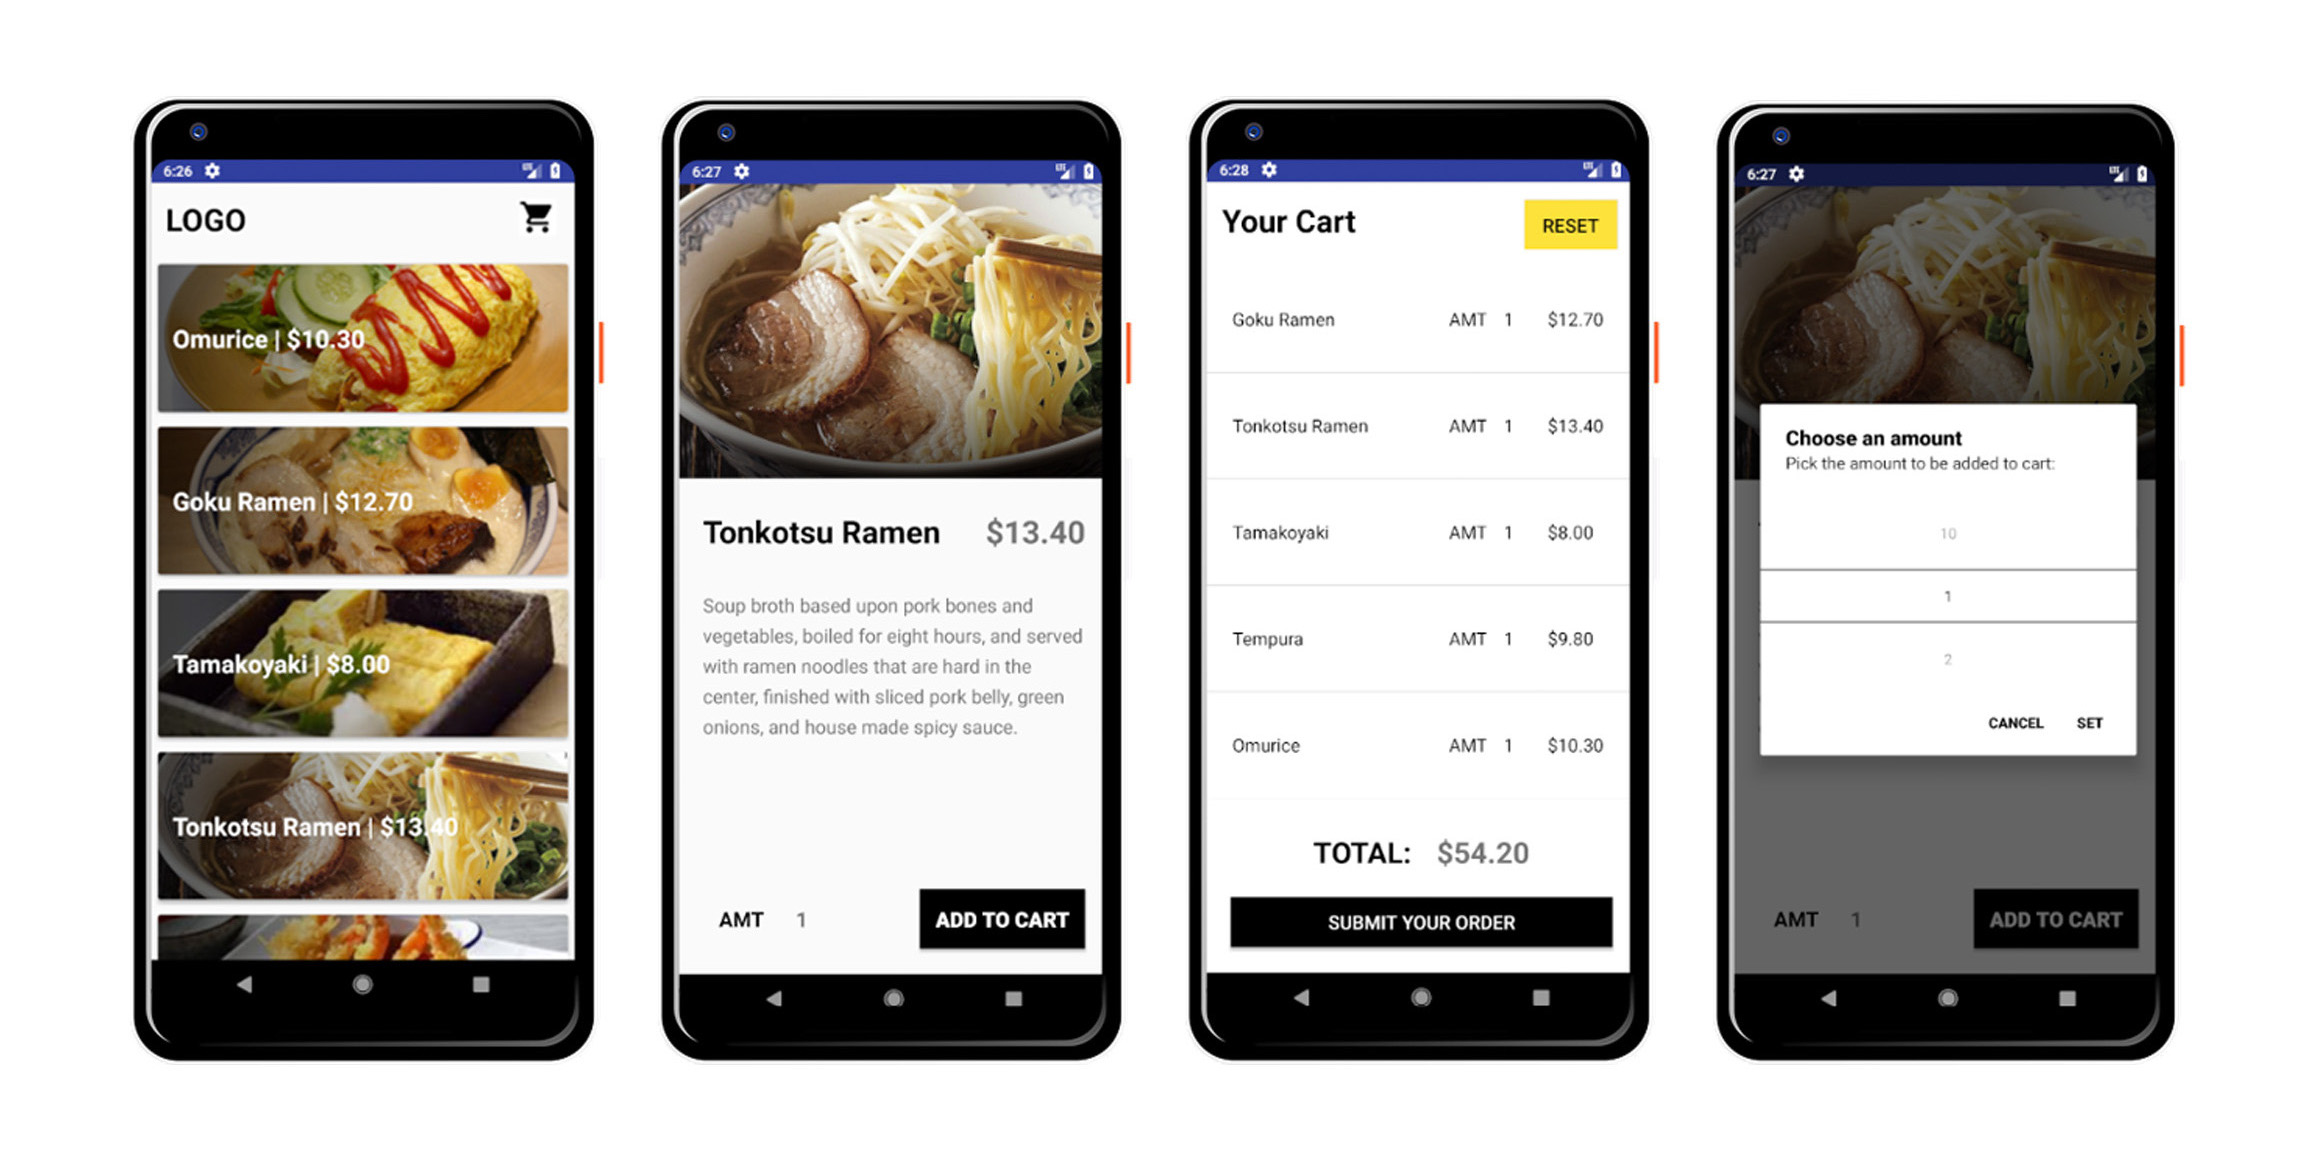 6:26
LTE
LOGO
Omurice | $10.30
Goku Ramen | $12.70
Tamakoyaki | $8.00
Tonkotsu Ramen | $13.40
6:27
LTE
Tonkotsu Ramen $13.40
Soup broth based upon pork bones and
vegetables, boiled for eight hours, and served
with ramen noodles that are hard in the
center, finished with sliced pork belly, green
onions, and house made spicy sauce.
AMT 1 ADD TO CART
6:28
LTE
Your Cart RESET
Goku Ramen AMT 1 $12.70
Tonkotsu Ramen AMT 1 $13.40
Tamakoyaki AMT 1 $8.00
Tempura AMT 1 $9.80
Omurice AMT 1 $10.30
TOTAL: $54.20
SUBMIT YOUR ORDER
6:27
LTE
Choose an amount
Pick the amount to be added to cart:
10
1
2
CANCEL SET
AMT 1 ADD TO CART